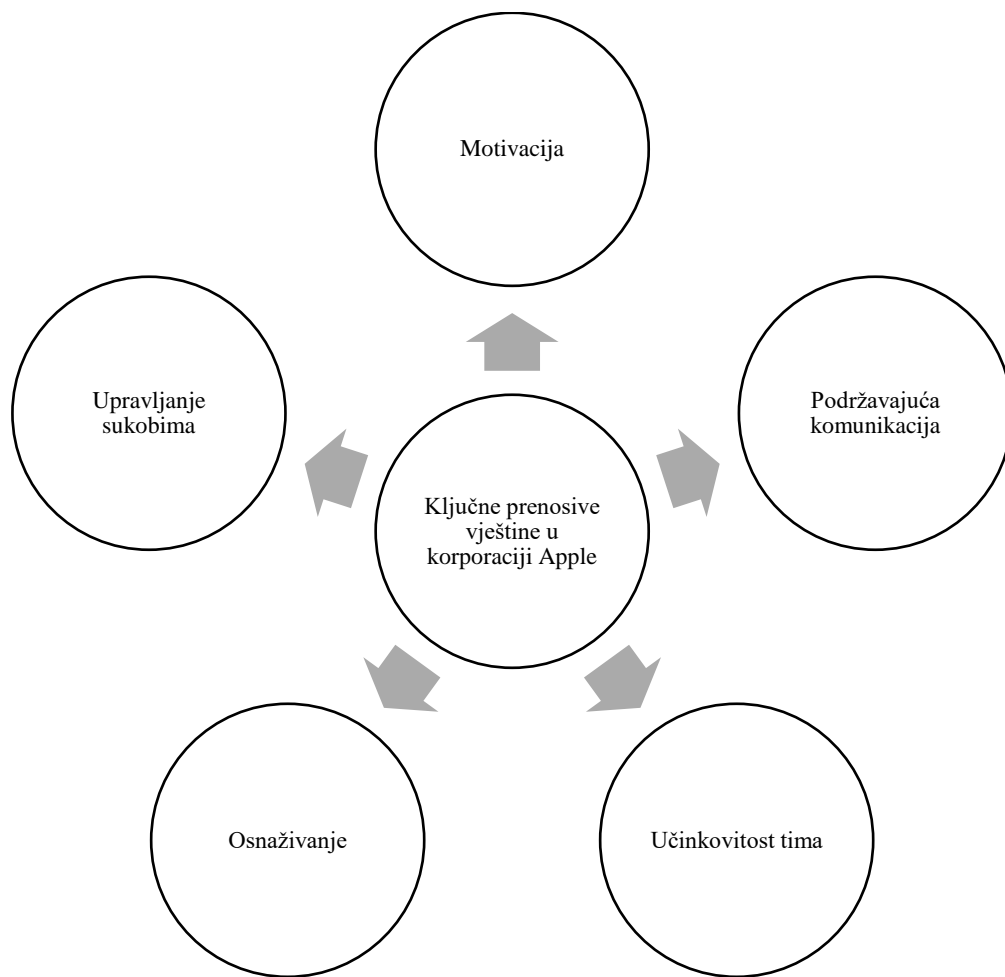 Motivacija
Upravljanje
sukobima
Podržavajuća
komunikacija
Ključne prenosive
vještine u
korporaciji Apple
Osnaživanje
Učinkovitost tima